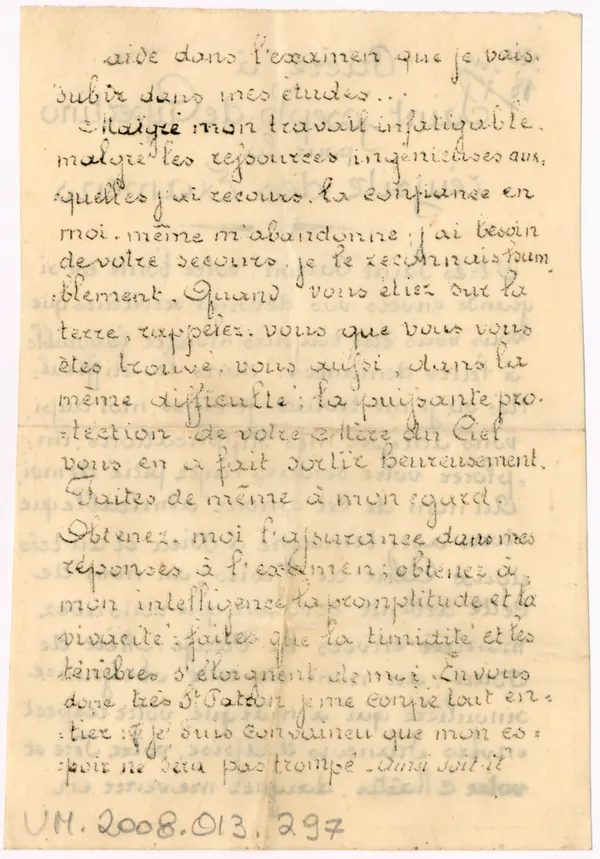 aide dans l'examen que je vais
subir dans mes études...
Malgré mon travail infatigable,
malgré les ressources ingénieuses aux=
=quelles j'ai recours, la confiance en
moi-même m'abandonne; j'ai besoin
de votre secours, je le reconnais hum
=blement. Quand vous étiez sur la
terre, rappelez-vous que vous vous
êtes trouvé, vous aussi, dans la
même difficulté; la puissante pro=
=tection de votre Mère du Ciel
vous en a fait sortir heureusement.
Faites de même à mon egard.
Obtenez-moi l'assurance dans mes
réponses à l'examen; obtenez à
mon intelligence la promptitude et la
vivacité; faites que la timidité et les
ténèbres s'éloignent de moi. En vous
donc, très St Patron je me confie tout en=
=tier & je suis convaincu que mon es=
=poir ne sera pas trompé. Ainsi soit-il
VM.2008.013.297